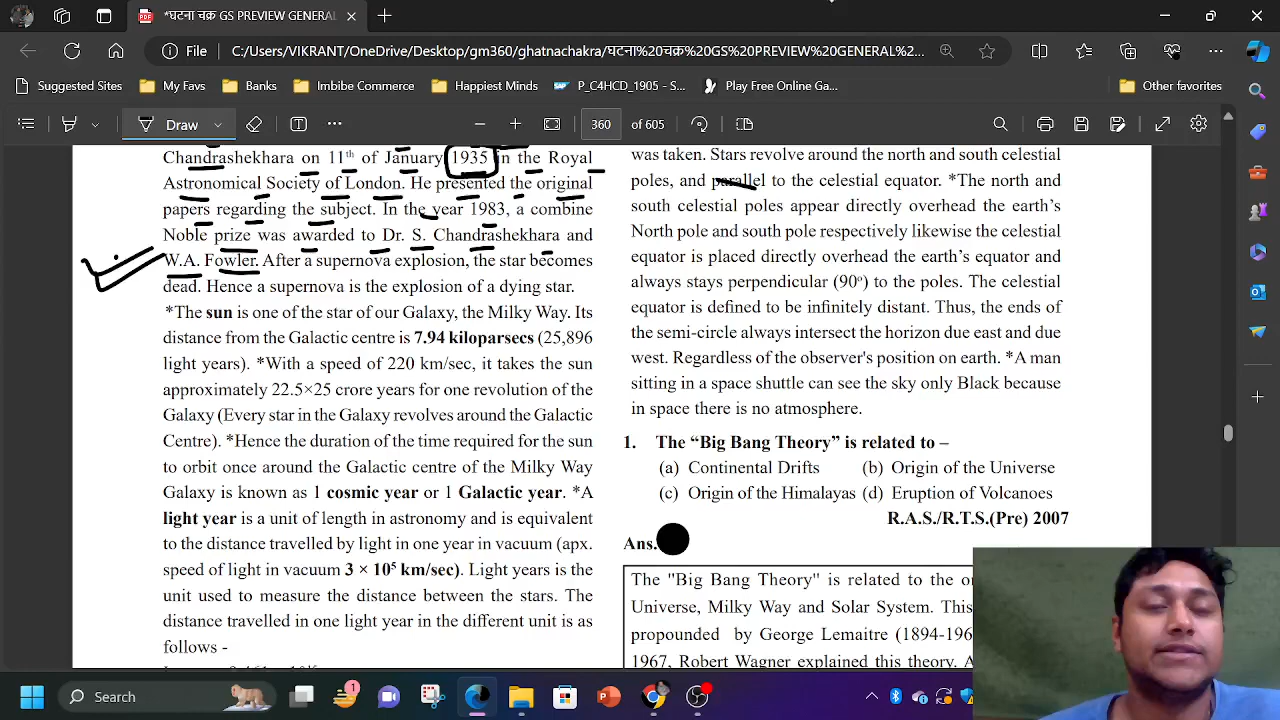 *घटना चक्र GS PREVIEW GENERAL
File
C:/Users/VIKRANT/OneDrive/Desktop/gm360/ghatnachakra/घटना%20चक्र%20GS%20PREVIEW%20GENERAL%2...
Suggested Sites
My Favs
Banks
Imbibe Commerce
Happiest Minds
P_C4HCD_1905 - S...
Play Free Online Ga...
Other favorites
Draw
360 of 605
Chandrashekhara on 11th of January 1935 in the Royal
Astronomical Society of London. He presented the original
papers regarding the subject. In the year 1983, a combine
Noble prize was awarded to Dr. S. Chandrashekhara and
W.A. Fowler. After a supernova explosion, the star becomes
dead. Hence a supernova is the explosion of a dying star.
*The sun is one of the star of our Galaxy, the Milky Way. Its
distance from the Galactic centre is 7.94 kiloparsecs (25,896
light years). *With a speed of 220 km/sec, it takes the sun
approximately 22.5×25 crore years for one revolution of the
Galaxy (Every star in the Galaxy revolves around the Galactic
Centre). *Hence the duration of the time required for the sun
to orbit once around the Galactic centre of the Milky Way
Galaxy is known as 1 cosmic year or 1 Galactic year. *A
light year is a unit of length in astronomy and is equivalent
to the distance travelled by light in one year in vacuum (apx.
speed of light in vacuum 3 × 10⁵ km/sec). Light years is the
unit used to measure the distance between the stars. The
distance travelled in one light year in the different unit is as
follows -
was taken. Stars revolve around the north and south celestial
poles, and parallel to the celestial equator. *The north and
south celestial poles appear directly overhead the earth's
North pole and south pole respectively likewise the celestial
equator is placed directly overhead the earth's equator and
always stays perpendicular (90º) to the poles. The celestial
equator is defined to be infinitely distant. Thus, the ends of
the semi-circle always intersect the horizon due east and due
west. Regardless of the observer's position on earth. *A man
sitting in a space shuttle can see the sky only Black because
in space there is no atmosphere.
1. The “Big Bang Theory” is related to –
(a) Continental Drifts (b) Origin of the Universe
(c) Origin of the Himalayas (d) Eruption of Volcanoes
R.A.S./R.T.S.(Pre) 2007
Ans.
The "Big Bang Theory" is related to the
Universe, Milky Way and Solar System. This
propounded by George Lemaitre (1894-196
1967, Robert Wagner explained this theory. A
Search
1